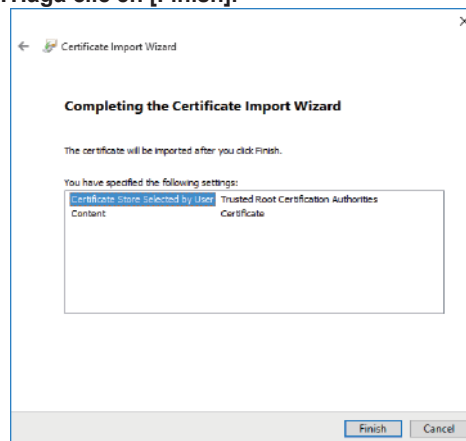 Haga clic en [Finish].
Certificate Import Wizard
Completing the Certificate Import Wizard
The certificate will be imported after you click Finish.
You have specified the following settings:
Certificate Store Selected by User Trusted Root Certification Authorities
Content Certificate
Finish Cancel